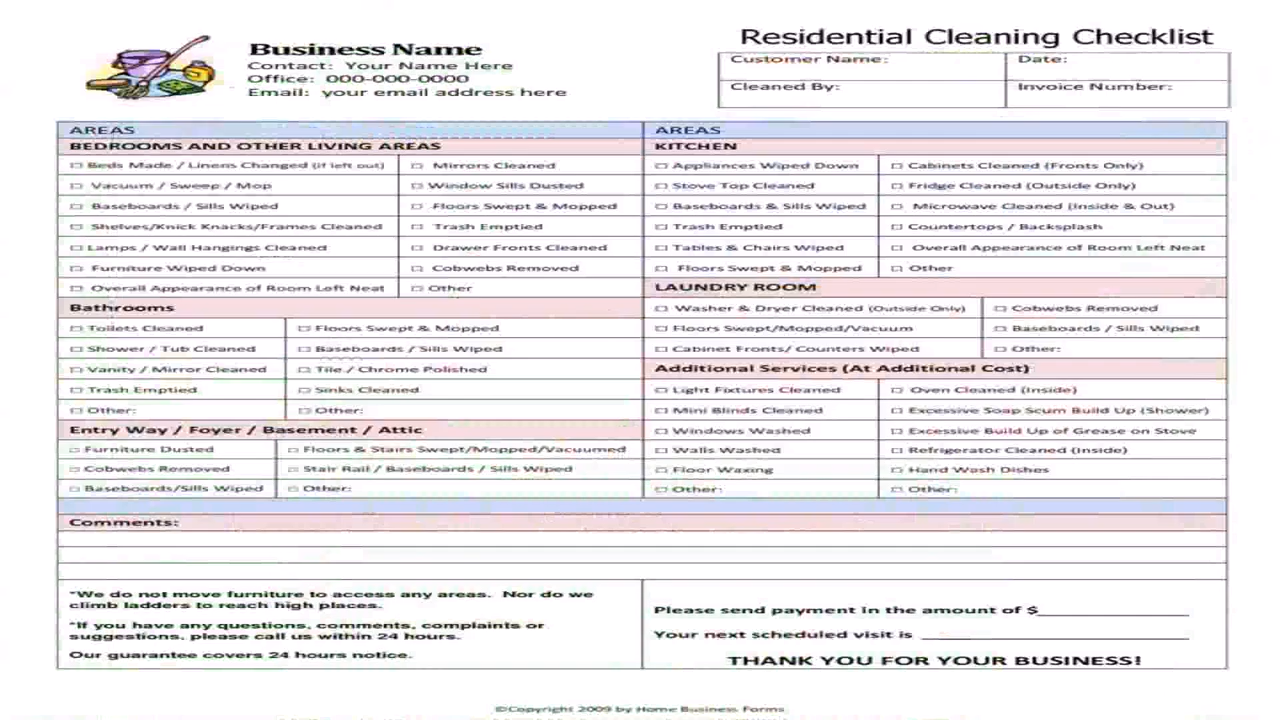 Business Name
Contact: Your Name Here
Office: 000-000-0000
Email: your email address here
Residential Cleaning Checklist
Customer Name: Date:
Cleaned By: Invoice Number:
AREAS
BEDROOMS AND OTHER LIVING AREAS
Beds Made / Linens Changed (if left out) Mirrors Cleaned
Vacuum / Sweep / Mop Window Sills Dusted
Baseboards / Sills Wiped Floors Swept & Mopped
Shelves/Knick Knacks/Frames Cleaned Trash Emptied
Lamps / Wall Hangings Cleaned Drawer Fronts Cleaned
Furniture Wiped Down Cobwebs Removed
Overall Appearance of Room Left Neat Other
Bathrooms
Toilets Cleaned Floors Swept & Mopped
Shower / Tub Cleaned Baseboards / Sills Wiped
Vanity / Mirror Cleaned Tile / Chrome Polished
Trash Emptied Sinks Cleaned
Other: Other:
Entry Way / Foyer / Basement / Attic
Furniture Dusted Floors & Stairs Swept/Mopped/Vacuumed
Cobwebs Removed Stair Rail / Baseboards / Sills Wiped
Baseboards/Sills Wiped Other:
AREAS
KITCHEN
Appliances Wiped Down Cabinets Cleaned (Fronts Only)
Stove Top Cleaned Fridge Cleaned (Outside Only)
Baseboards & Sills Wiped Microwave Cleaned (Inside & Out)
Trash Emptied Countertops / Backsplash
Tables & Chairs Wiped Overall Appearance of Room Left Neat
Floors Swept & Mopped Other
LAUNDRY ROOM
Washer & Dryer Cleaned (Outside Only) Cobwebs Removed
Floors Swept/Mopped/Vacuum Baseboards / Sills Wiped
Cabinet Fronts/ Counters Wiped Other:
Additional Services (At Additional Cost)
Light Fixtures Cleaned Oven Cleaned (Inside)
Mini Blinds Cleaned Excessive Soap Scum Build Up (Shower)
Windows Washed Excessive Build Up of Grease on Stove
Walls Washed Refrigerator Cleaned (Inside)
Floor Waxing Hand Wash Dishes
Other: Other:
Comments:
*We do not move furniture to access any areas. Nor do we
climb ladders to reach high places.
*If you have any questions, comments, complaints or
suggestions, please call us within 24 hours.
Our guarantee covers 24 hours notice.
Please send payment in the amount of $
Your next scheduled visit is
THANK YOU FOR YOUR BUSINESS!
©Copyright 2009 by Home Business Forms